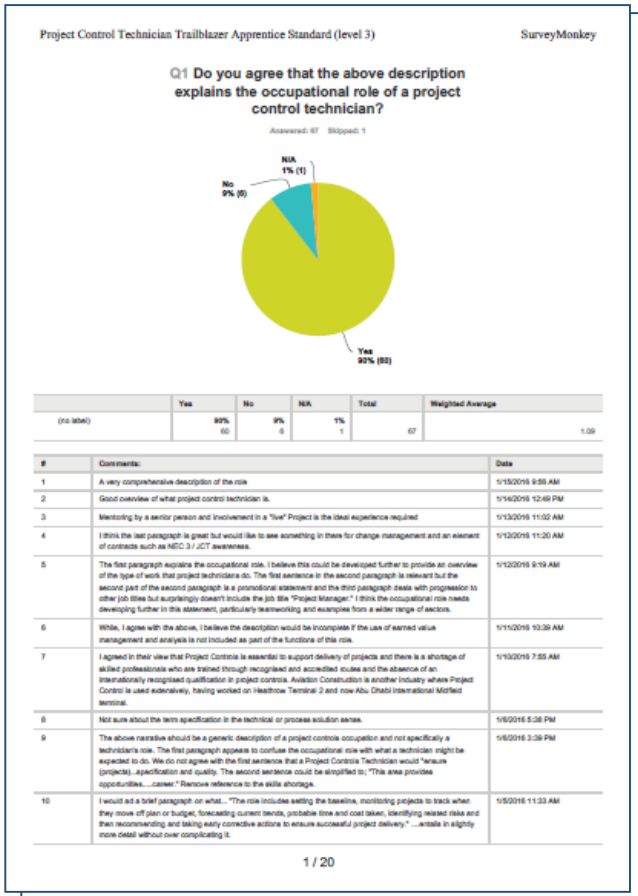 Project Control Technician Trailblazer Apprentice Standard (level 3)
SurveyMonkey
Q1 Do you agree that the above description
explains the occupational role of a project
control technician?
Answered: 67 Skipped: 1
N/A
1% (1)
No
9% (6)
Yes
90% (60)
Yes No N/A Total Weighted Average
(no label) 90% 9% 1%
60 6 1 67 1.09
# Comments: Date
1 A very comprehensive description of the role 1/15/2016 9:56 AM
2 Good overview of what project control technician is. 1/14/2016 12:49 PM
3 Mentoring by a senior person and involvement in a "live" Project is the ideal experience required 1/13/2016 11:02 AM
4 I think the last paragraph is great but would like to see something in there for change management and an element 1/12/2016 11:20 AM
of contracts such as NEC 3 / JCT awareness.
5 The first paragraph explains the occupational role. I believe this could be developed further to provide an overview 1/12/2016 9:19 AM
of the type of work that project technicians do. The first sentence in the second paragraph is relevant but the
second part of the second paragraph is a promotional statement and the third paragraph deals with progression to
other job titles but surprisingly doesn't include the job title "Project Manager." I think the occupational role needs
developing further in this statement, particularly teamworking and examples from a wider range of sectors.
6 While, I agree with the above, I believe the description would be incomplete if the use of earned value 1/11/2016 10:39 AM
management and analysis is not included as part of the functions of this role.
7 I agreed in their view that Project Controls is essential to support delivery of projects and there is a shortage of 1/10/2016 7:55 AM
skilled professionals who are trained through recognised and accredited routes and the absence of an
internationally recognised qualification in project controls. Aviation Construction is another industry where Project
Control is used extensively, having worked on Heathrow Terminal 2 and now Abu Dhabi International Midfield
terminal.
8 Not sure about the term specification in the technical or process solution sense. 1/6/2016 5:36 PM
9 The above narrative should be a generic description of a project controls occupation and not specifically a 1/6/2016 3:39 PM
technician's role. The first paragraph appears to confuse the occupational role with what a technician might be
expected to do. We do not agree with the first sentence that a Project Controls Technician would "ensure
(projects)...specification and quality. The second sentence could be simplified to; "This area provides
opportunities.....career." Remove reference to the skills shortage.
10 I would ad a brief paragraph on what... "The role includes setting the baseline, monitoring projects to track when 1/5/2016 11:33 AM
they move off plan or budget, forecasting current trends, probable time and cost taken, identifying related risks and
then recommending and taking early corrective actions to ensure successful project delivery." ....entails in slightly
more detail without over complicating it.
1 / 20